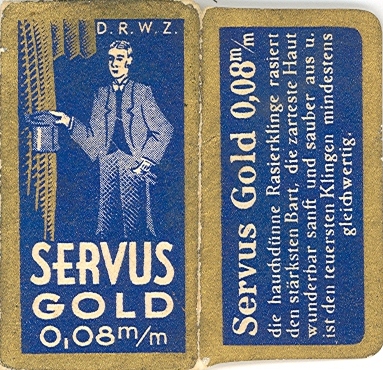 D.R.W.Z.
SERVUS
GOLD
0,08m/m
Servus Gold 0,08m/m
die hauchdünne Rasierklinge rasiert
den stärksten Bart, die zarteste Haut
wunderbar sanft und sauber aus u.
ist den teuersten Klingen mindestens
gleichwertig.